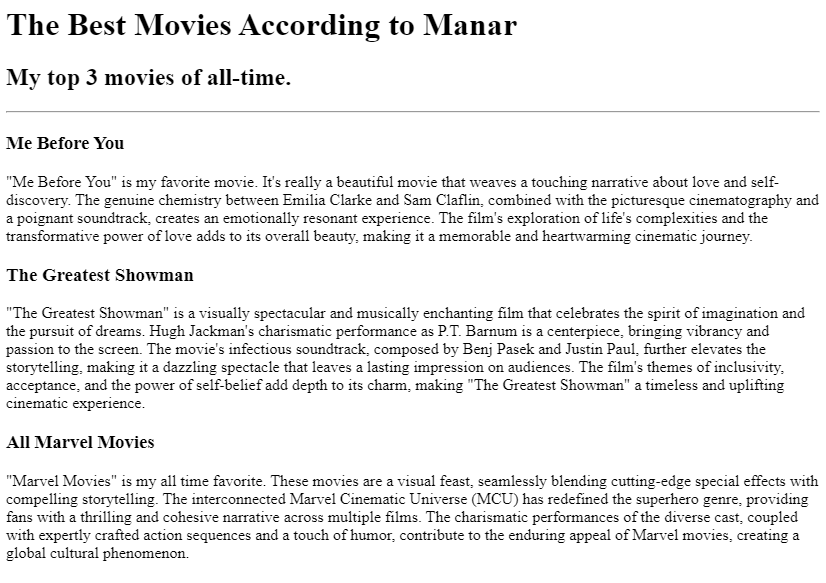 The Best Movies According to Manar
My top 3 movies of all-time.
Me Before You
"Me Before You" is my favorite movie. It's really a beautiful movie that weaves a touching narrative about love and self-
discovery. The genuine chemistry between Emilia Clarke and Sam Claflin, combined with the picturesque cinematography and
a poignant soundtrack, creates an emotionally resonant experience. The film's exploration of life's complexities and the
transformative power of love adds to its overall beauty, making it a memorable and heartwarming cinematic journey.
The Greatest Showman
"The Greatest Showman" is a visually spectacular and musically enchanting film that celebrates the spirit of imagination and
the pursuit of dreams. Hugh Jackman's charismatic performance as P.T. Barnum is a centerpiece, bringing vibrancy and
passion to the screen. The movie's infectious soundtrack, composed by Benj Pasek and Justin Paul, further elevates the
storytelling, making it a dazzling spectacle that leaves a lasting impression on audiences. The film's themes of inclusivity,
acceptance, and the power of self-belief add depth to its charm, making "The Greatest Showman" a timeless and uplifting
cinematic experience.
All Marvel Movies
"Marvel Movies" is my all time favorite. These movies are a visual feast, seamlessly blending cutting-edge special effects with
compelling storytelling. The interconnected Marvel Cinematic Universe (MCU) has redefined the superhero genre, providing
fans with a thrilling and cohesive narrative across multiple films. The charismatic performances of the diverse cast, coupled
with expertly crafted action sequences and a touch of humor, contribute to the enduring appeal of Marvel movies, creating a
global cultural phenomenon.